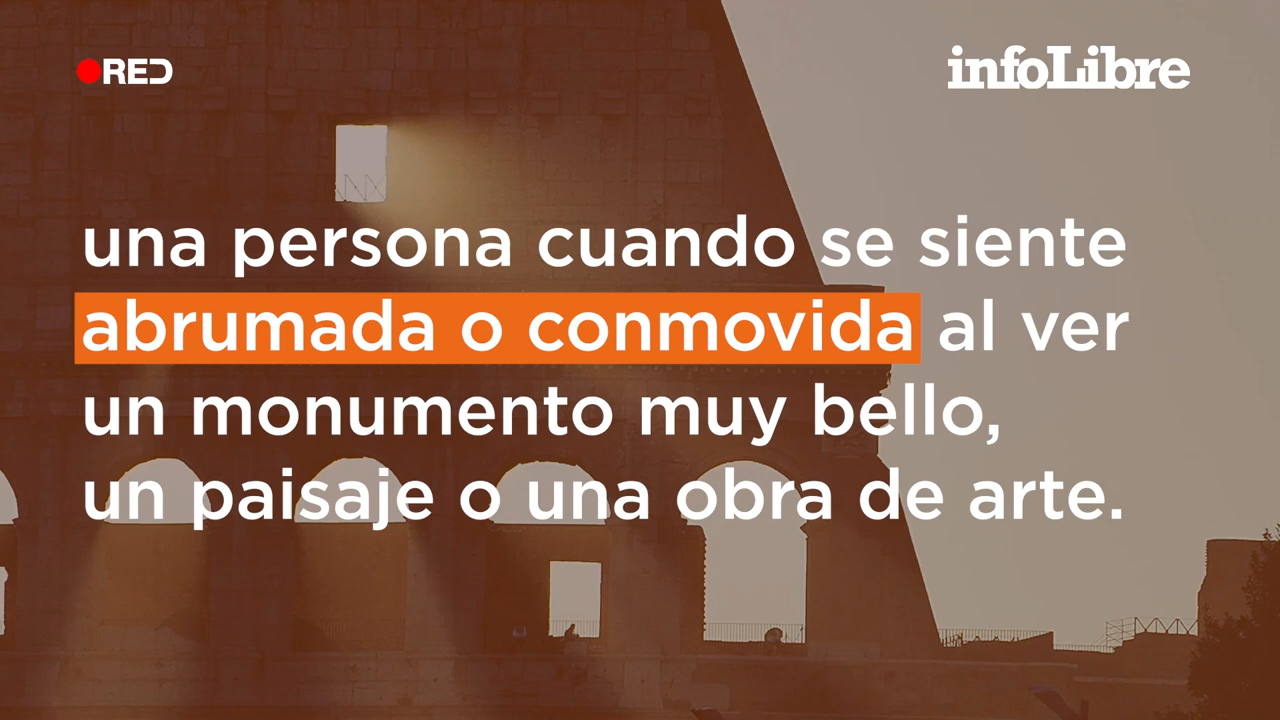 RED
infoLibre
una persona cuando se siente
abrumada o conmovida al ver
un monumento muy bello,
un paisaje o una obra de arte.